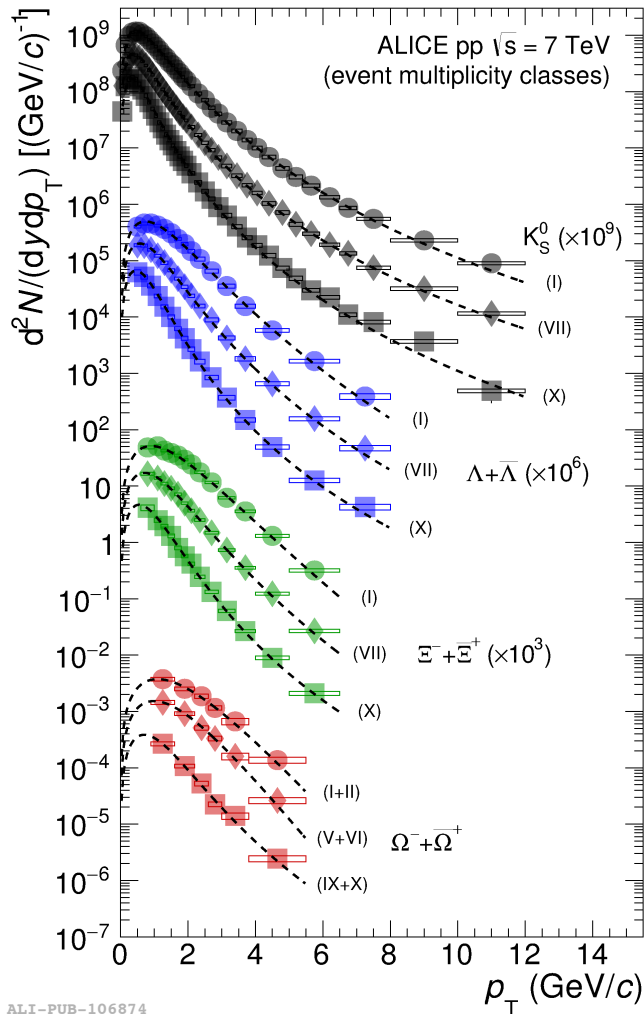 ALICE pp √s = 7 TeV
(event multiplicity classes)
d²N/(dydp_T) [(GeV/c)⁻¹]
10⁹
10⁸
10⁷
10⁶
10⁵
10⁴
10³
10²
10
1
10⁻¹
10⁻²
10⁻³
10⁻⁴
10⁻⁵
10⁻⁶
10⁻⁷
K⁰_S (×10⁹)
(I)
(VII)
(X)
(I)
(VII)
Λ+Λ̅ (×10⁶)
(X)
(I)
(VII)
Ξ⁻+Ξ̅⁺ (×10³)
(X)
(I+II)
(V+VI)
Ω⁻+Ω̅⁺
(IX+X)
0 2 4 6 8 10 12 14
p_T (GeV/c)
ALI-PUB-106874